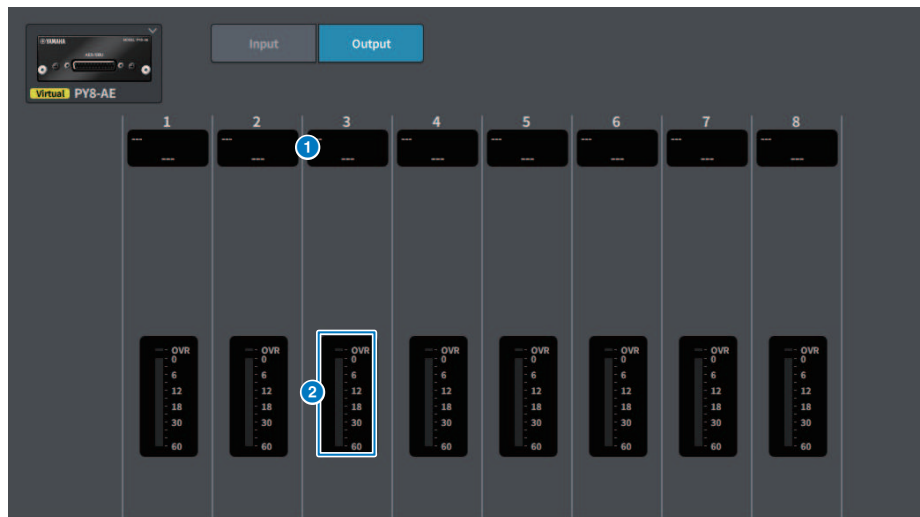 YAMAHA
AES/EBU
Virtual PY8-AE
Input Output
1 2 3 4 5 6 7 8
--- --- 1 --- --- --- --- --- ---
--- --- --- --- --- --- --- ---
OVR OVR OVR OVR OVR OVR OVR OVR
0 0 0 0 0 0 0 0
6 6 6 6 6 6 6 6
12 12 2 12 12 12 12 12 12
18 18 18 18 18 18 18 18
30 30 30 30 30 30 30 30
60 60 60 60 60 60 60 60